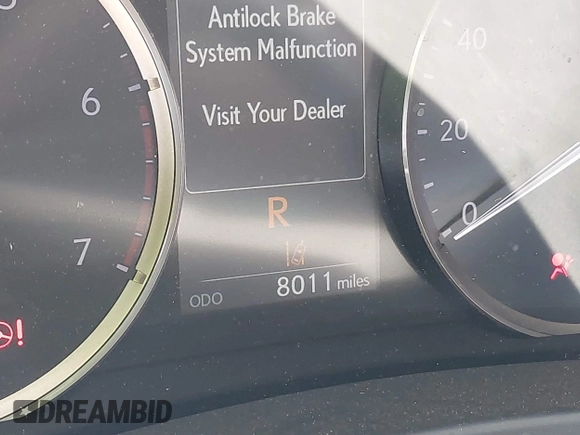 Antilock Brake
System Malfunction
Visit Your Dealer
6
7
40
20
0
R
ODO 8011 miles
!
DREAMBID